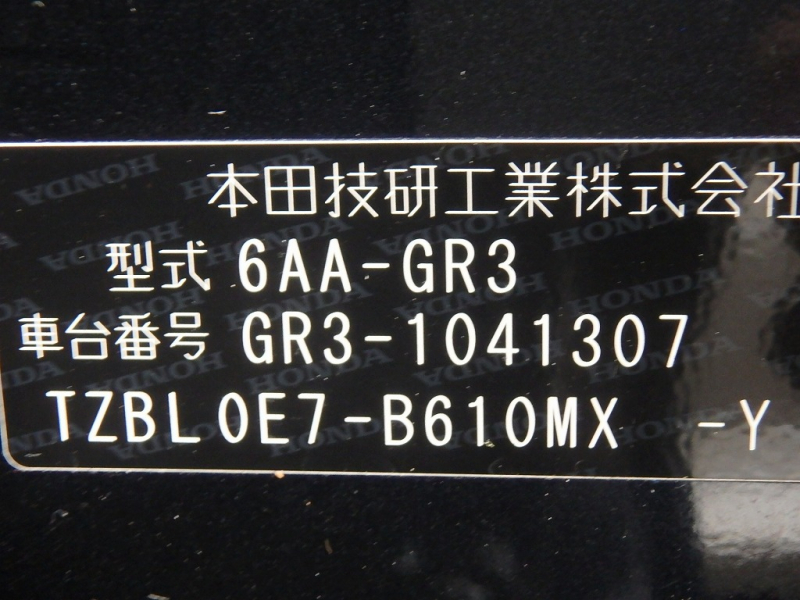 本田技研工業株式会社
型式 6AA-GR3
車台番号 GR3-1041307
TZBL0E7-B610MX -Y